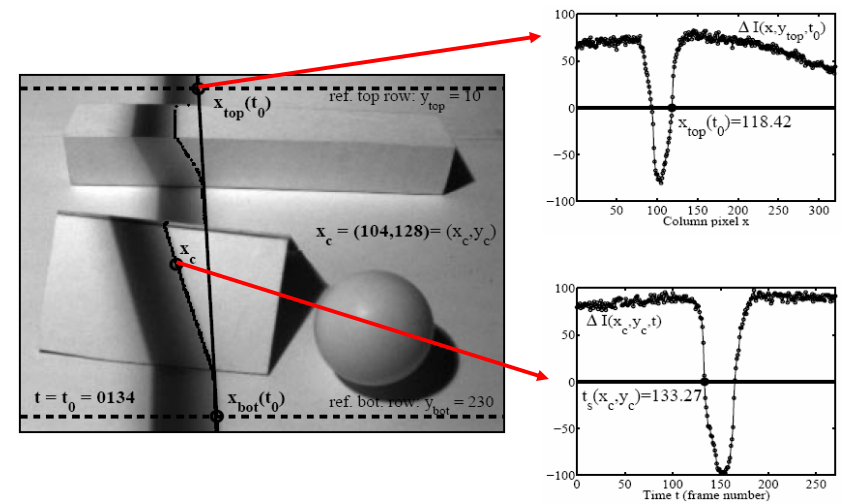 ref. top row: y_top = 10
x_top(t_0)
x_c = (104,128)= (x_c,y_c)
x_c
t = t_0 = 0134
x_bot(t_0)
ref. bot. row: y_bot = 230
100
50
0
−50
−100
Δ I(x,y_top,t_0)
x_top(t_0)=118.42
50 100 150 200 250 300
Column pixel x
100
50
0
−50
−100
Δ I(x_c,y_c,t)
t_s(x_c,y_c)=133.27
0 50 100 150 200 250
Time t (frame number)